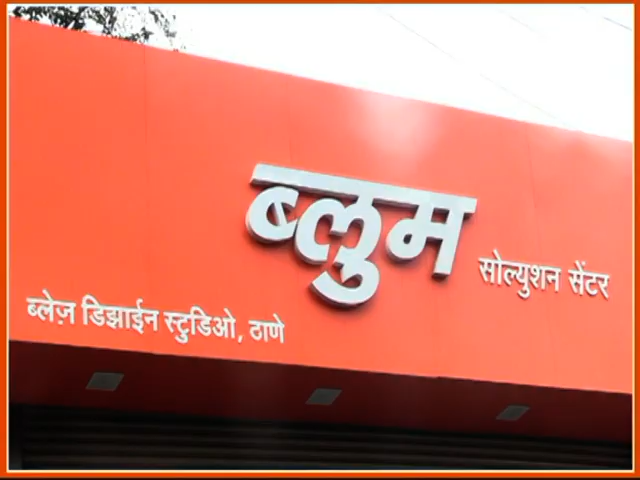 ब्लुम
सोल्युशन सेंटर
ब्लेज़ डिझाईन स्टुडिओ, ठाणे